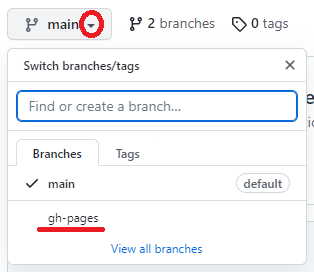 main 2 branches 0 tags
Switch branches/tags
Find or create a branch...
Branches Tags
main default
gh-pages
View all branches